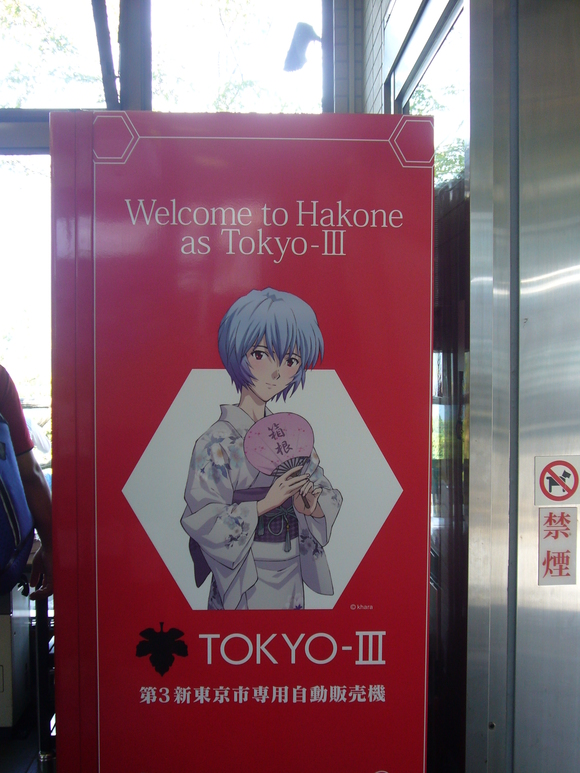 Welcome to Hakone
as Tokyo-III
箱根
©khara
TOKYO-III
第3新東京市専用自動販売機
禁煙